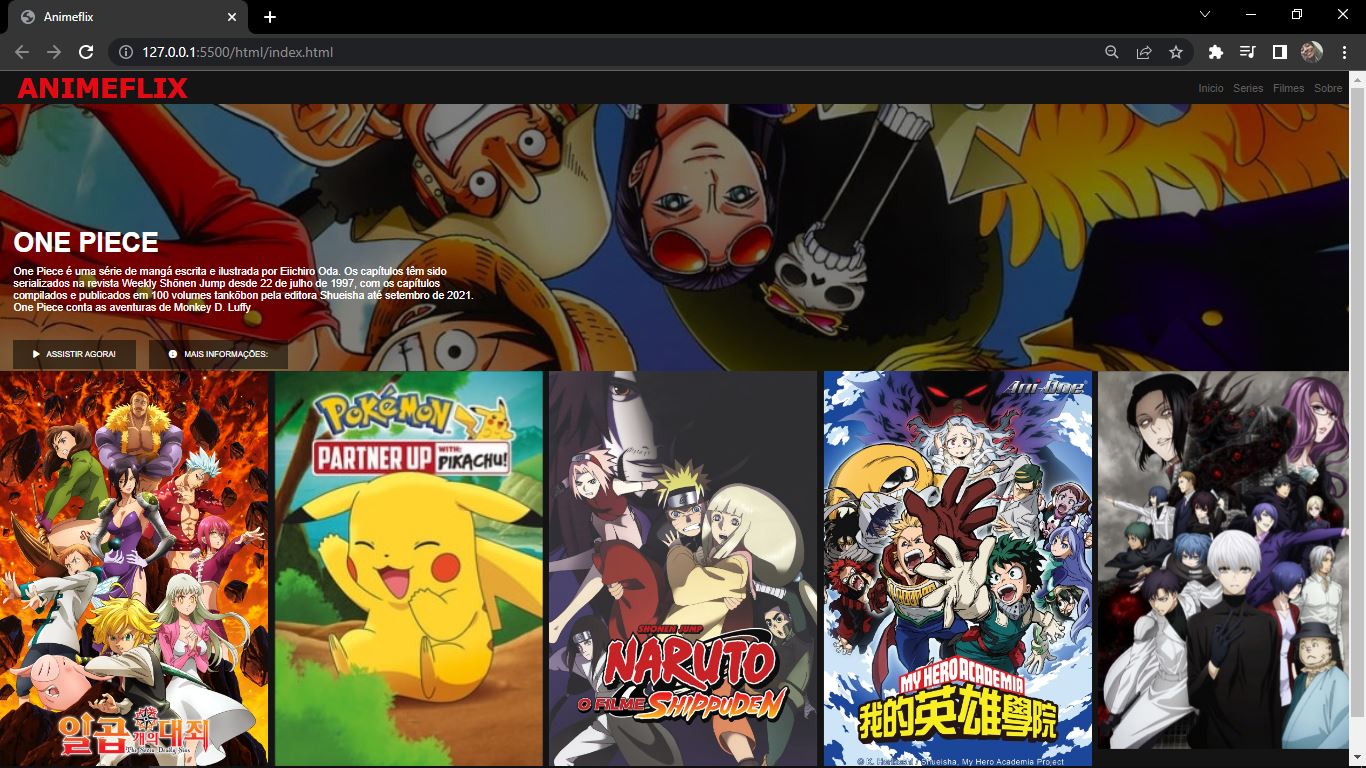 Animeflix
127.0.0.1:5500/html/index.html
ANIMEFLIX
Inicio Series Filmes Sobre
ONE PIECE
One Piece é uma série de mangá escrita e ilustrada por Eiichiro Oda. Os capítulos têm sido
serializados na revista Weekly Shōnen Jump desde 22 de julho de 1997, com os capítulos
compilados e publicados em 100 volumes tankōbon pela editora Shueisha até setembro de 2021.
One Piece conta as aventuras de Monkey D. Luffy
ASSISTIR AGORA! MAIS INFORMAÇÕES:
일곱
개의 대죄
The Seven Deadly Sins
POKÉMON
PARTNER UP WITH: PIKACHU!
SHONEN JUMP
NARUTO
O FILME SHIPPUDEN
Ani-One
MY HERO ACADEMIA
我的英雄學院
© K. Horikoshi / Shueisha, My Hero Academia Project